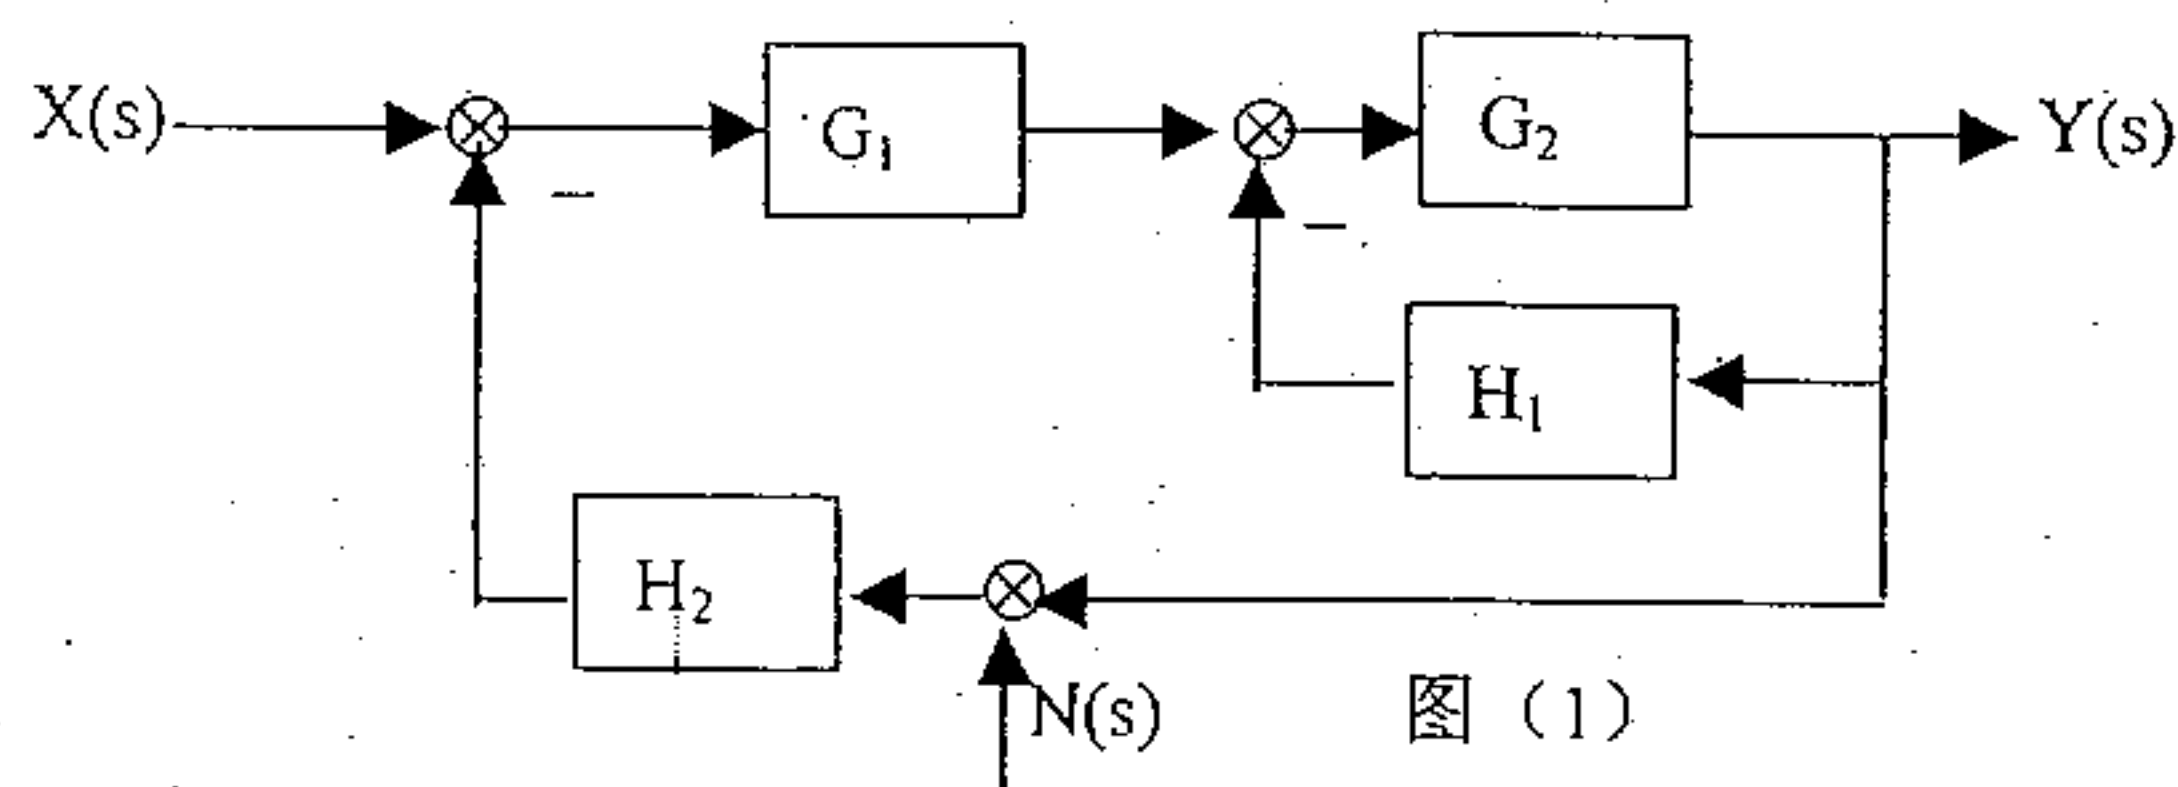 X(s)
G₁
G₂
Y(s)
−
−
H₁
H₂
N(s)
图（1）